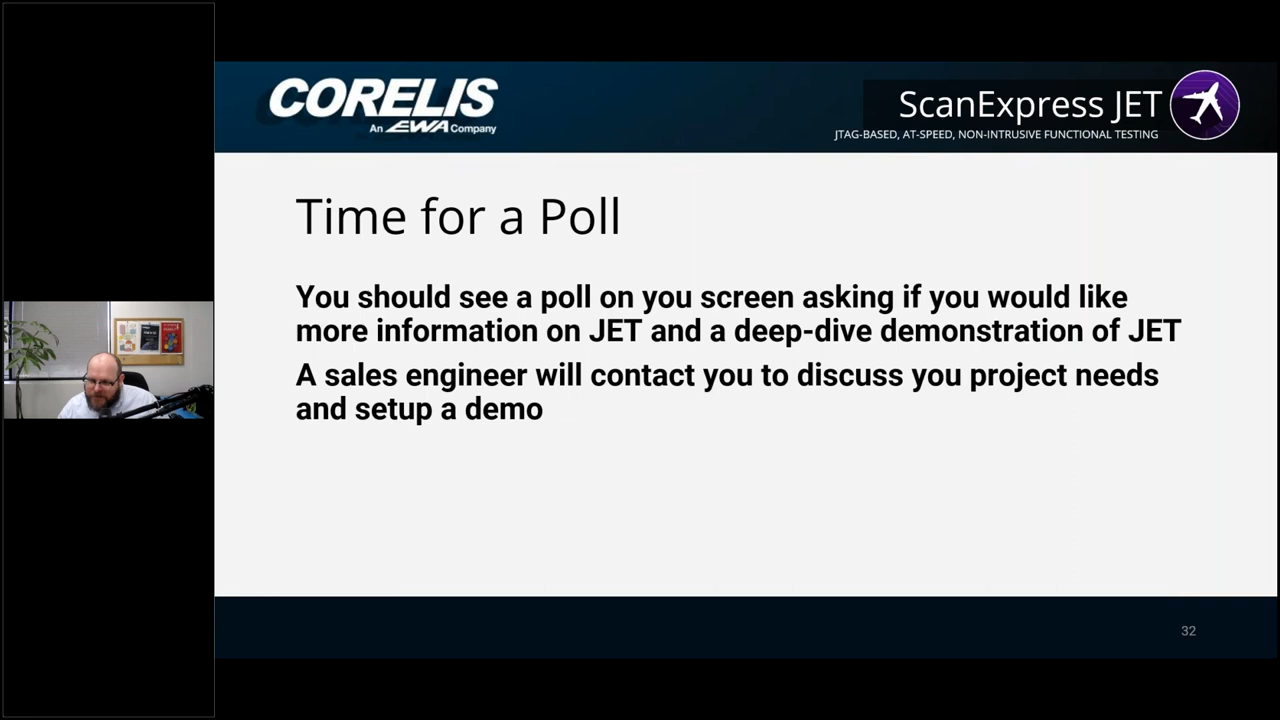 CORELIS
An EWA Company
ScanExpress JET
JTAG-BASED, AT-SPEED, NON-INTRUSIVE FUNCTIONAL TESTING
Time for a Poll
You should see a poll on you screen asking if you would like
more information on JET and a deep-dive demonstration of JET
A sales engineer will contact you to discuss you project needs
and setup a demo
32